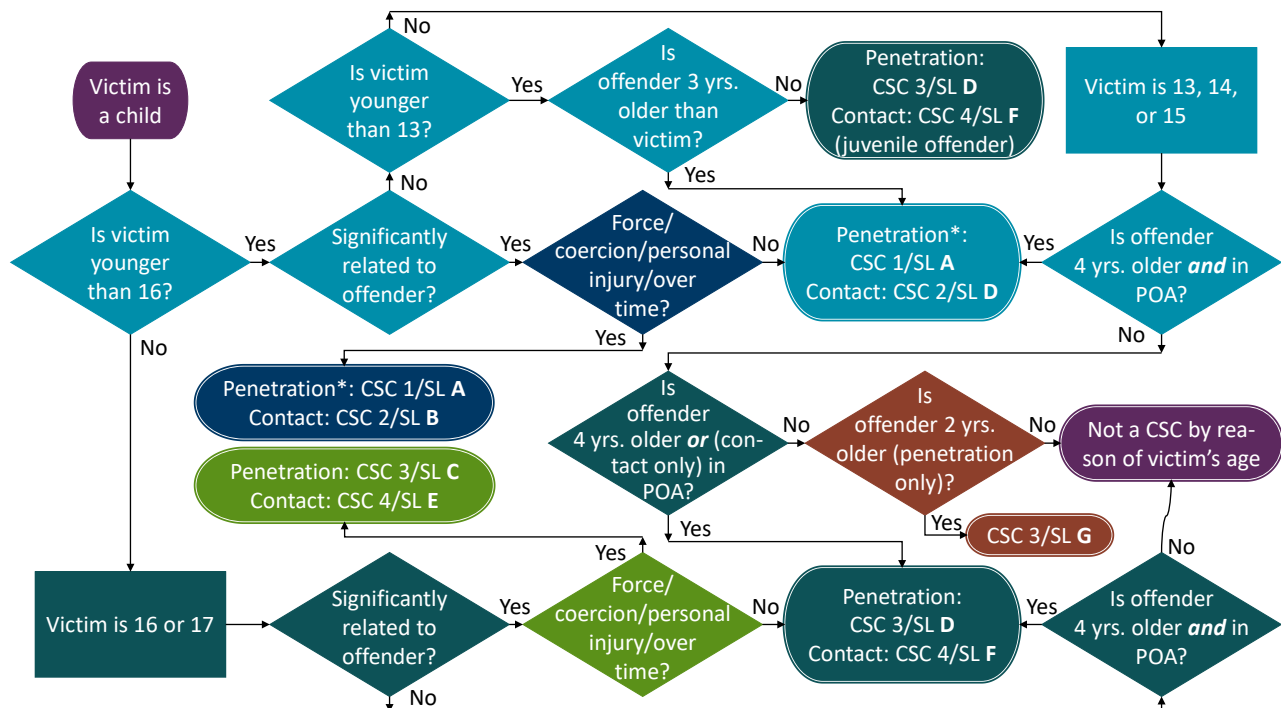 No
Victim is
a child
Is victim
younger
than 13?
Yes
Is
offender 3 yrs.
older than
victim?
No
Penetration:
CSC 3/SL D
Contact: CSC 4/SL F
(juvenile offender)
Victim is 13, 14,
or 15
No
Yes
Is victim
younger
than 16?
Yes
Significantly
related to
offender?
Yes
Force/
coercion/personal
injury/over
time?
No
Penetration*:
CSC 1/SL A
Contact: CSC 2/SL D
Yes
Is offender
4 yrs. older and in
POA?
No
Yes
No
Penetration*: CSC 1/SL A
Contact: CSC 2/SL B
Is
offender
4 yrs. older or (con-
tact only) in
POA?
No
Is
offender 2 yrs.
older (penetration
only)?
No
Not a CSC by rea-
son of victim's age
Penetration: CSC 3/SL C
Contact: CSC 4/SL E
Yes
CSC 3/SL G
Yes
Yes
No
Victim is 16 or 17
Significantly
related to
offender?
Yes
Force/
coercion/personal
injury/over
time?
No
Penetration:
CSC 3/SL D
Contact: CSC 4/SL F
Yes
Is offender
4 yrs. older and in
POA?
No